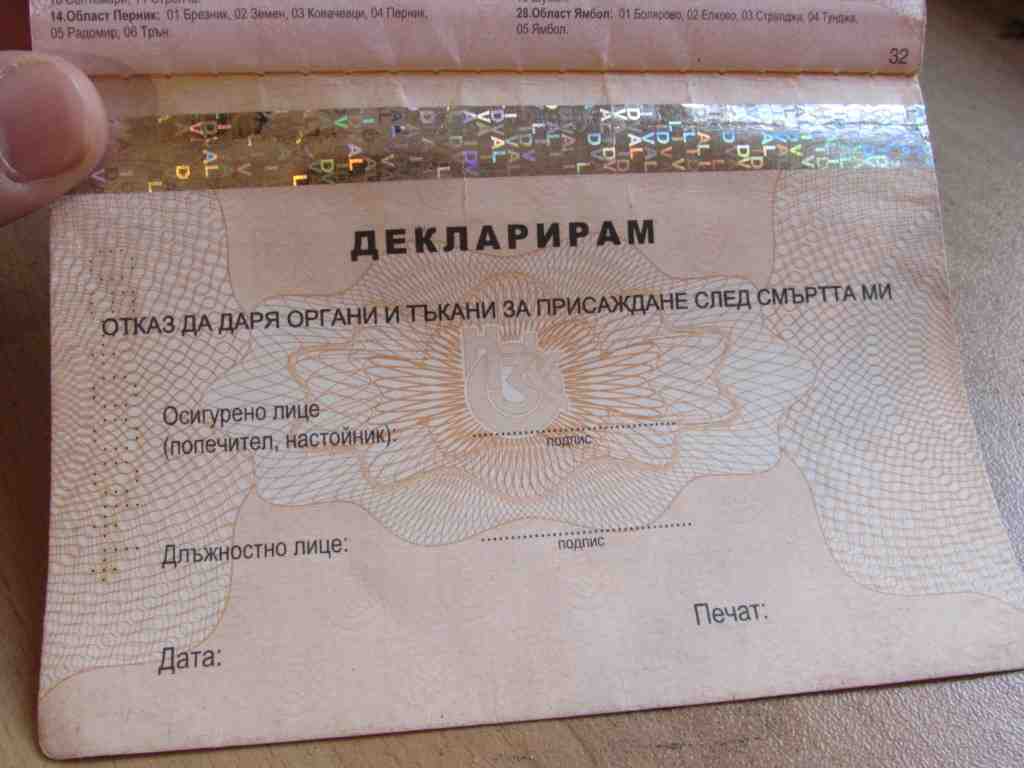 14.Област Перник: 01 Брезник, 02 Земен, 03 Ковачевци, 04 Перник,
05 Радомир, 06 Трън.
28.Област Ямбол: 01 Болярово, 02 Елхово, 03 Стралджа, 04 Тунджа,
05 Ямбол.
32
ДЕКЛАРИРАМ
ОТКАЗ ДА ДАРЯ ОРГАНИ И ТЪКАНИ ЗА ПРИСАЖДАНЕ СЛЕД СМЪРТТА МИ
Осигурено лице
(попечител, настойник):
подпис
Длъжностно лице:
подпис
Печат:
Дата: